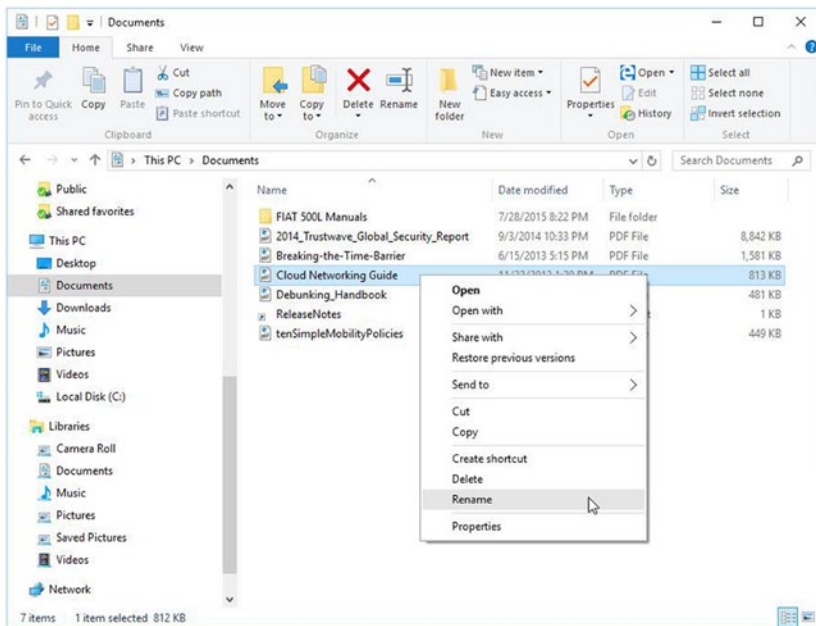 Documents
File Home Share View
Pin to Quick access
Copy
Paste
Cut
Copy path
Paste shortcut
Clipboard
Move to
Copy to
Delete
Rename
Organize
New folder
New item
Easy access
New
Properties
Open
Edit
History
Open
Select all
Select none
Invert selection
Select
This PC > Documents
Search Documents
Public
Shared favorites
This PC
Desktop
Documents
Downloads
Music
Pictures
Videos
Local Disk (C:)
Libraries
Camera Roll
Documents
Music
Pictures
Saved Pictures
Videos
Network
Name Date modified Type Size
FIAT 500L Manuals 7/28/2015 8:22 PM File folder
2014_Trustwave_Global_Security_Report 9/3/2014 10:33 PM PDF File 8,842 KB
Breaking-the-Time-Barrier 6/15/2013 5:15 PM PDF File 1,581 KB
Cloud Networking Guide 813 KB
Debunking_Handbook 481 KB
ReleaseNotes 1 KB
tenSimpleMobilityPolicies 449 KB
Open
Open with
Share with
Restore previous versions
Send to
Cut
Copy
Create shortcut
Delete
Rename
Properties
7 items 1 item selected 812 KB